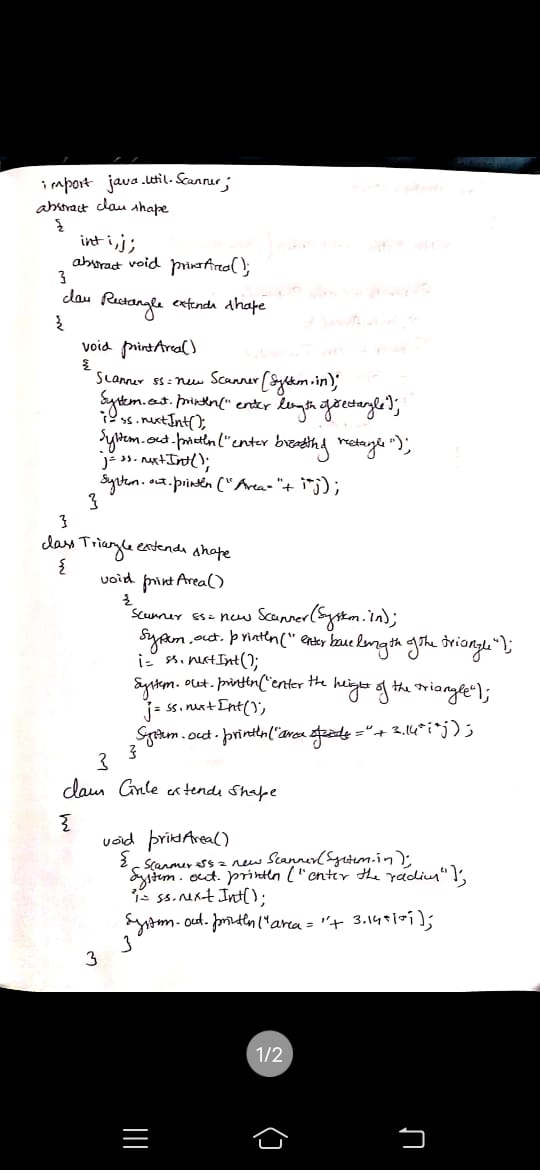 import java.util.Scanner;
abstract class shape
{
int i,j;
abstract void printArea();
}
class Rectangle extends shape
{
void printArea()
{
Scanner ss = new Scanner(System.in);
System.out.println(" enter length of rectangle);
i= ss.nextInt();
System.out.println("enter breadth of rectangle ");
j= ss.nextInt();
System.out.println("Area= "+ i*j);
}
}
class Triangle extends shape
{
void printArea()
{
Scanner ss = new Scanner(System.in);
System.out.println(" enter base length of the triangle");
i= ss.nextInt();
System.out.println("enter the height of the triangle");
j= ss.nextInt();
System.out.println("area ="+ 3.14*i*j);
}
}
class Circle extends shape
{
void printArea()
{ Scanner ss = new Scanner(System.in);
System.out.println ("enter the radius");
i= ss.nextInt();
System.out.println("area = "+ 3.14*i*i);
}
}
1/2